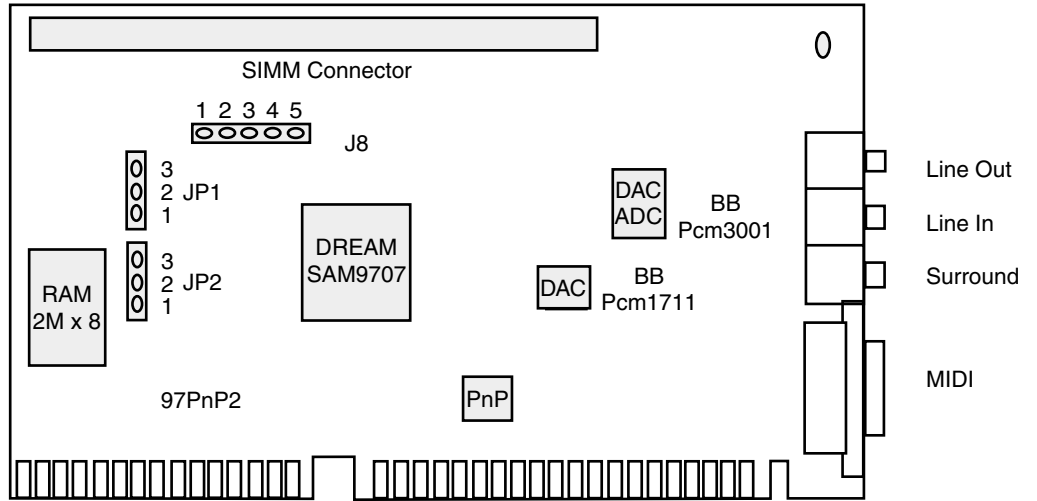 SIMM Connector
1 2 3 4 5
J8
3
2 JP1
1
3
2 JP2
1
RAM
2M x 8
DREAM
SAM9707
DAC
ADC
BB
Pcm3001
DAC
BB
Pcm1711
97PnP2
PnP
Line Out
Line In
Surround
MIDI